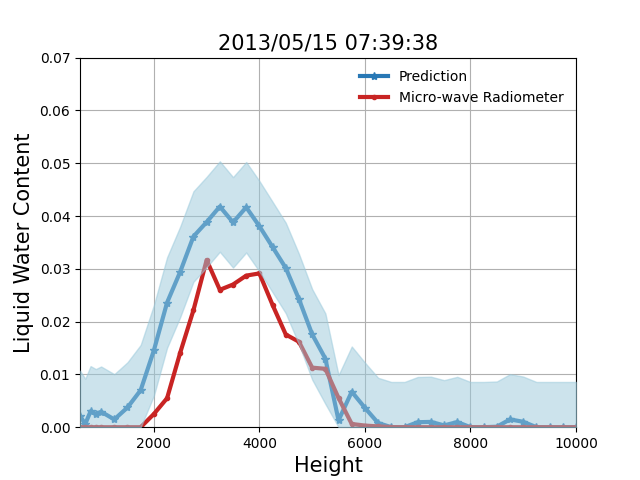 2013/05/15 07:39:38
0.07
0.06
0.05
0.04
0.03
0.02
0.01
0.00
Liquid Water Content
Prediction
Micro-wave Radiometer
2000 4000 6000 8000 10000
Height